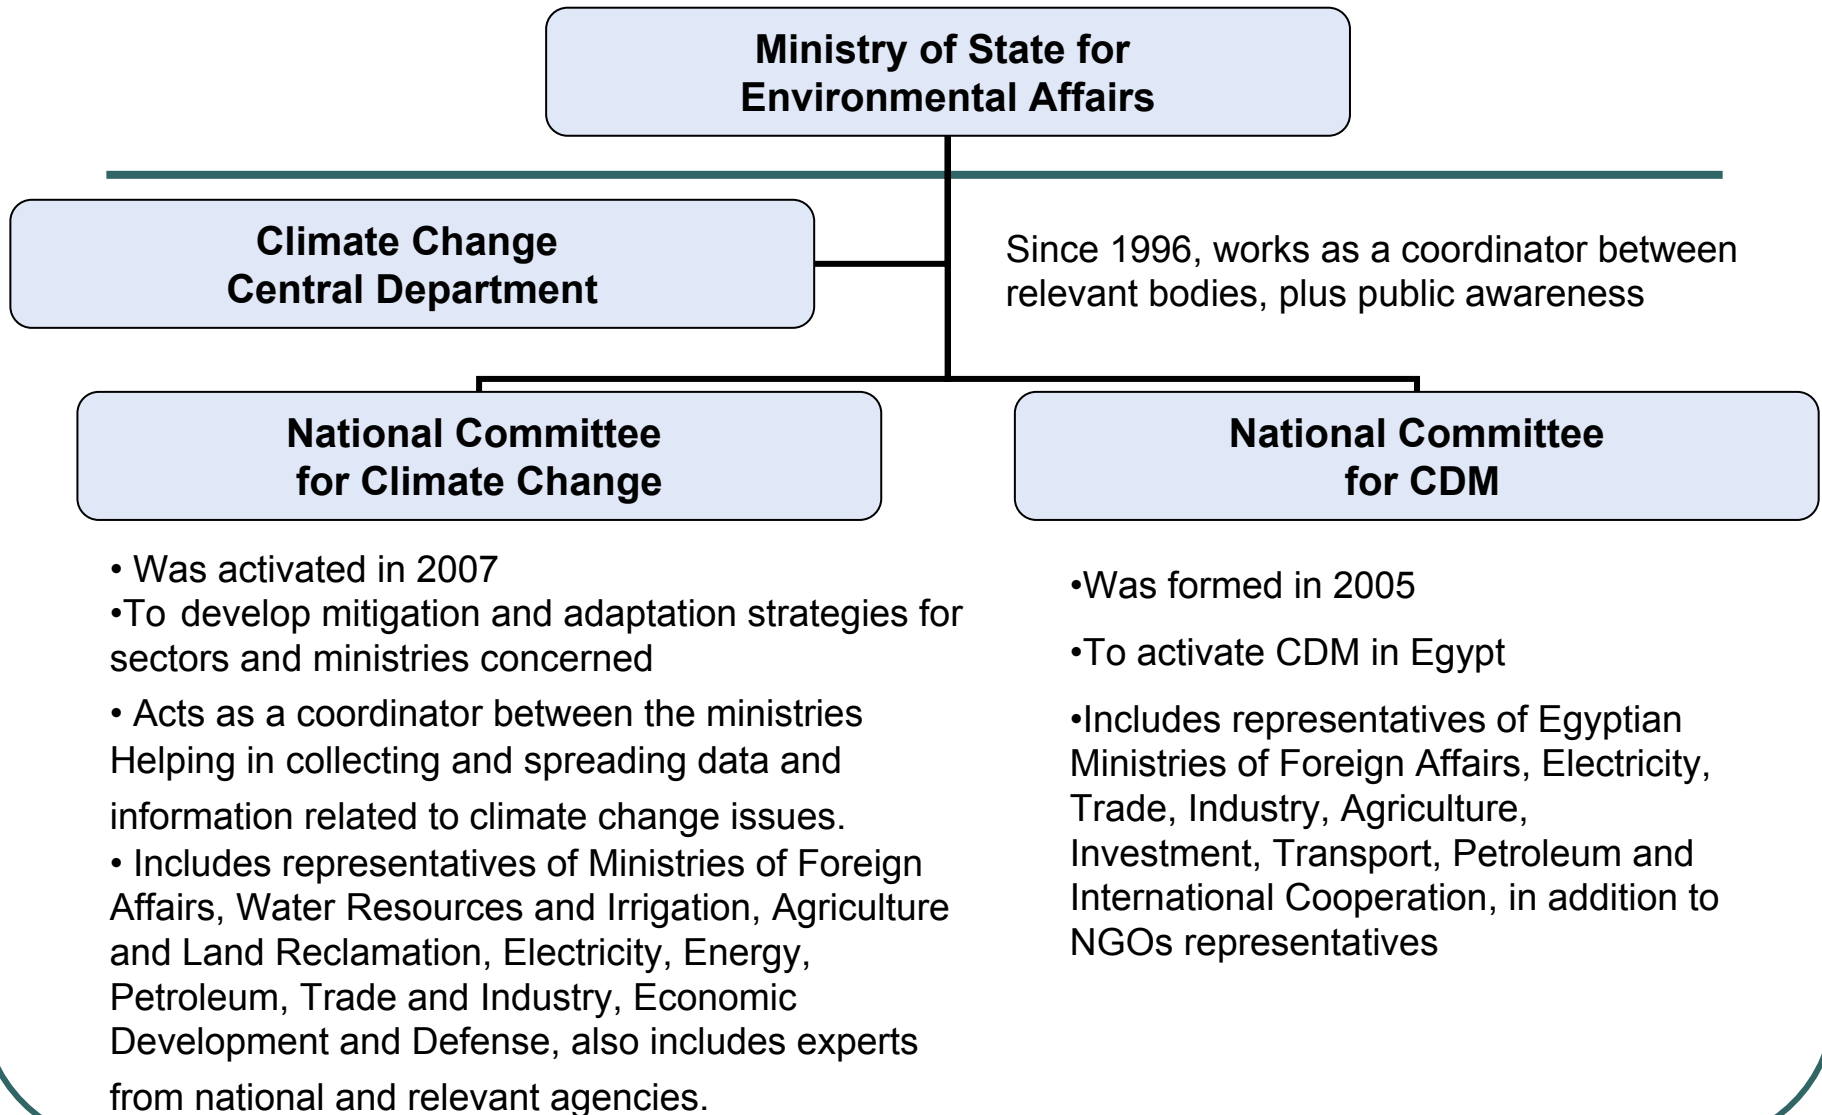 Ministry of State for
Environmental Affairs
Climate Change
Central Department
Since 1996, works as a coordinator between
relevant bodies, plus public awareness
National Committee
for Climate Change
• Was activated in 2007
•To develop mitigation and adaptation strategies for
sectors and ministries concerned
• Acts as a coordinator between the ministries
Helping in collecting and spreading data and
information related to climate change issues.
• Includes representatives of Ministries of Foreign
Affairs, Water Resources and Irrigation, Agriculture
and Land Reclamation, Electricity, Energy,
Petroleum, Trade and Industry, Economic
Development and Defense, also includes experts
from national and relevant agencies.
National Committee
for CDM
•Was formed in 2005
•To activate CDM in Egypt
•Includes representatives of Egyptian
Ministries of Foreign Affairs, Electricity,
Trade, Industry, Agriculture,
Investment, Transport, Petroleum and
International Cooperation, in addition to
NGOs representatives